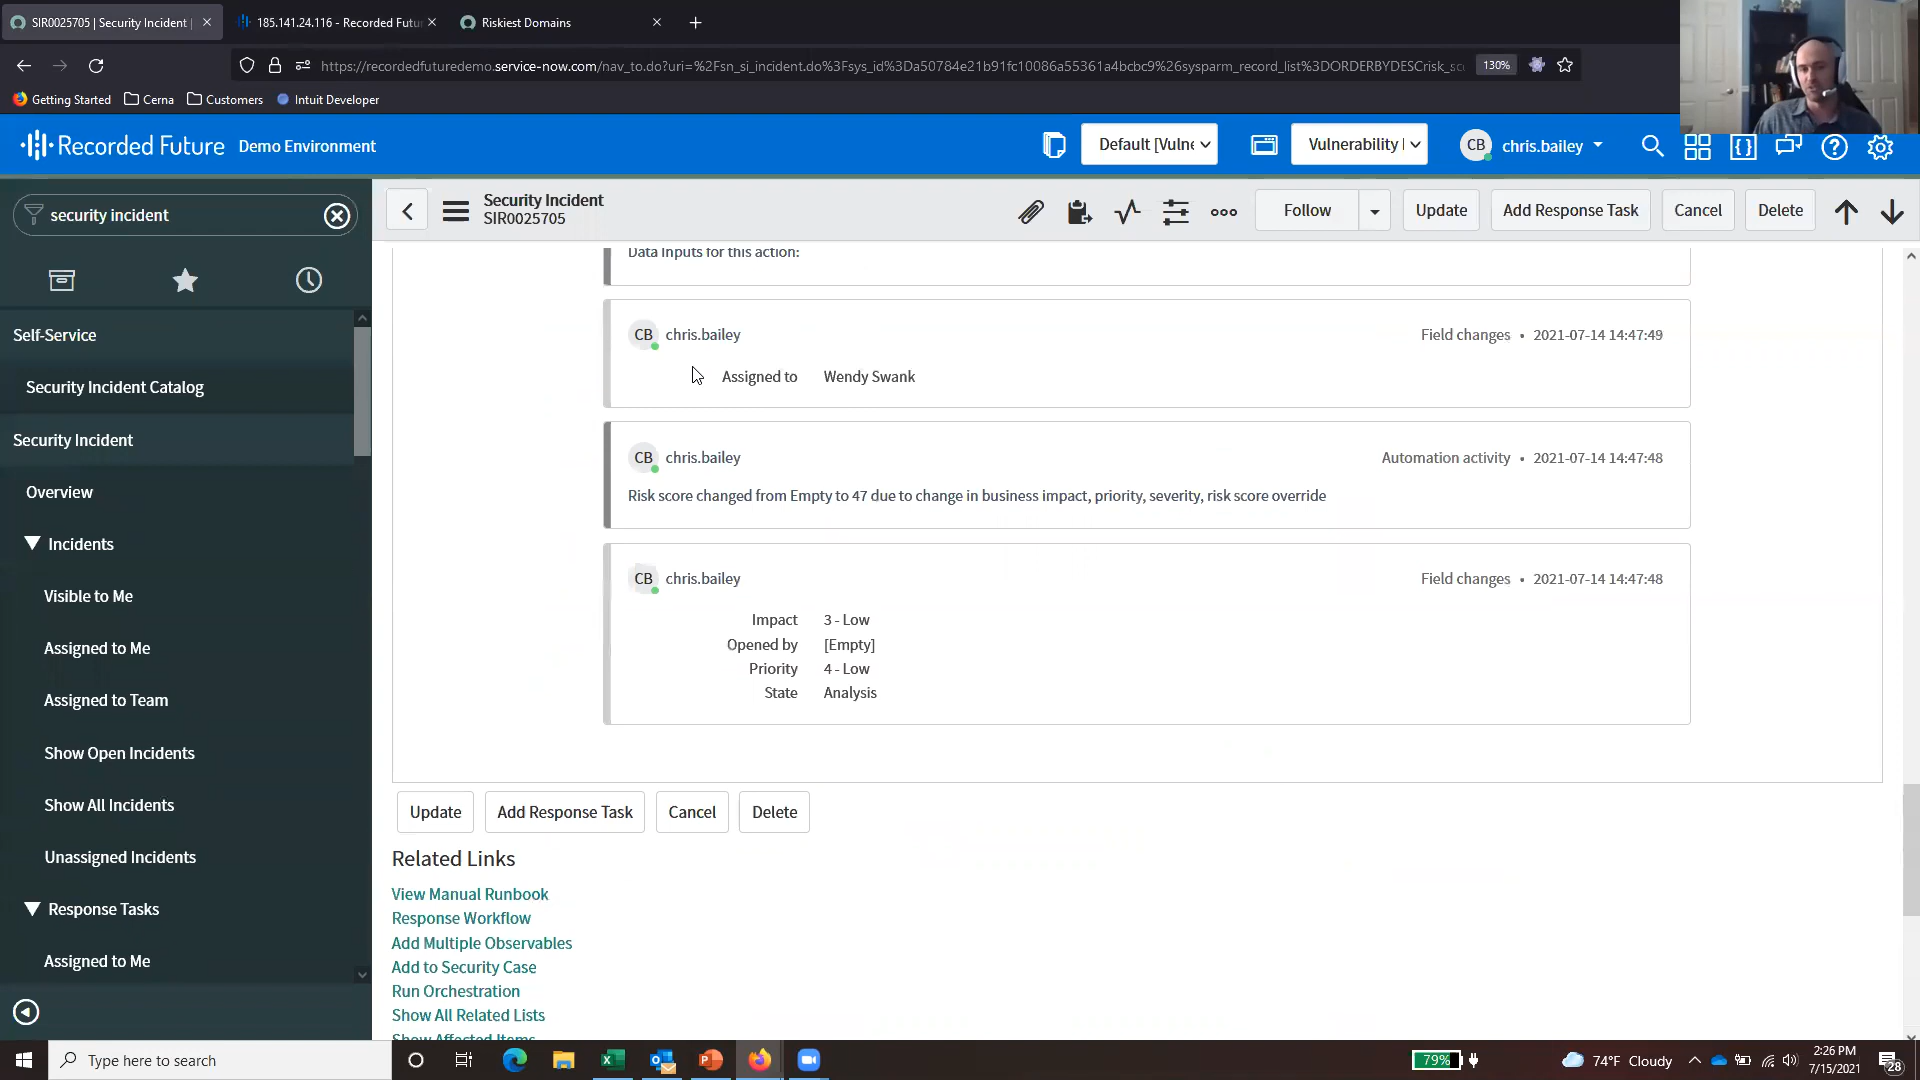 SIR0025705 | Security Incident |
185.141.24.116 - Recorded Futu
Riskiest Domains
https://recordedfuturedemo.service-now.com/nav_to.do?uri=%2Fsn_si_incident.do%3Fsys_id%3Da50784e21b91fc10086a55361a4bcbc9%26sysparm_record_list%3DORDERBYDESCrisk_sc
130%
Getting Started
Cerna
Customers
Intuit Developer
Recorded Future
Demo Environment
Default [Vulne
Vulnerability
CB
chris.bailey
security incident
Security Incident
SIR0025705
Follow
Update
Add Response Task
Cancel
Delete
Self-Service
Security Incident Catalog
Security Incident
Overview
Incidents
Visible to Me
Assigned to Me
Assigned to Team
Show Open Incidents
Show All Incidents
Unassigned Incidents
Response Tasks
Assigned to Me
Data Inputs for this action:
CB chris.bailey Field changes • 2021-07-14 14:47:49
Assigned to Wendy Swank
CB chris.bailey Automation activity • 2021-07-14 14:47:48
Risk score changed from Empty to 47 due to change in business impact, priority, severity, risk score override
CB chris.bailey Field changes • 2021-07-14 14:47:48
Impact 3 - Low
Opened by [Empty]
Priority 4 - Low
State Analysis
Update
Add Response Task
Cancel
Delete
Related Links
View Manual Runbook
Response Workflow
Add Multiple Observables
Add to Security Case
Run Orchestration
Show All Related Lists
Show Affected Items
Type here to search
79%
74°F Cloudy
2:26 PM
7/15/2021
28